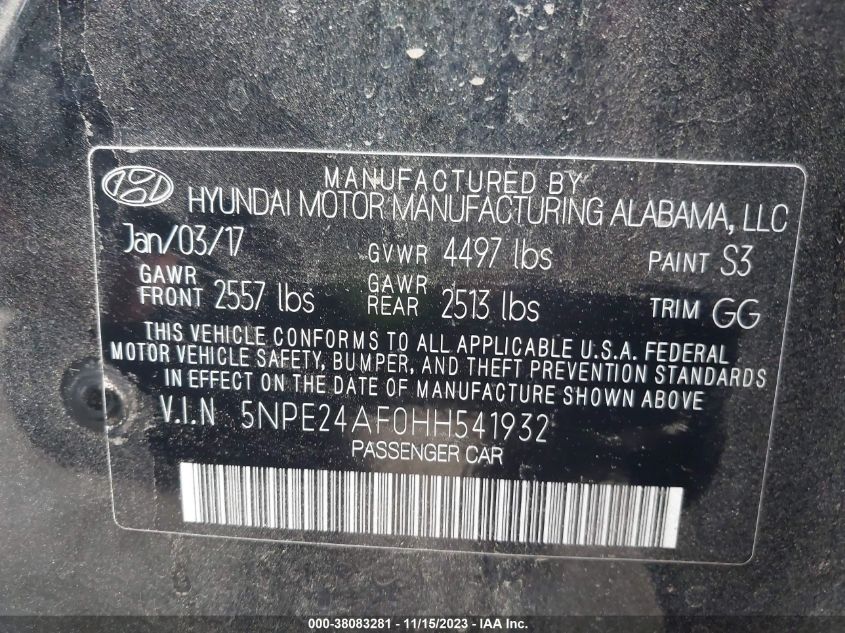 MANUFACTURED BY
HYUNDAI MOTOR MANUFACTURING ALABAMA, LLC
Jan/03/17 GVWR 4497 lbs PAINT S3
GAWR FRONT 2557 lbs GAWR REAR 2513 lbs TRIM GG
THIS VEHICLE CONFORMS TO ALL APPLICABLE U.S.A. FEDERAL
MOTOR VEHICLE SAFETY, BUMPER, AND THEFT PREVENTION STANDARDS
IN EFFECT ON THE DATE OF MANUFACTURE SHOWN ABOVE
V.I.N 5NPE24AF0HH541932
PASSENGER CAR
000-38083281 - 11/15/2023 - © IAA, Inc.